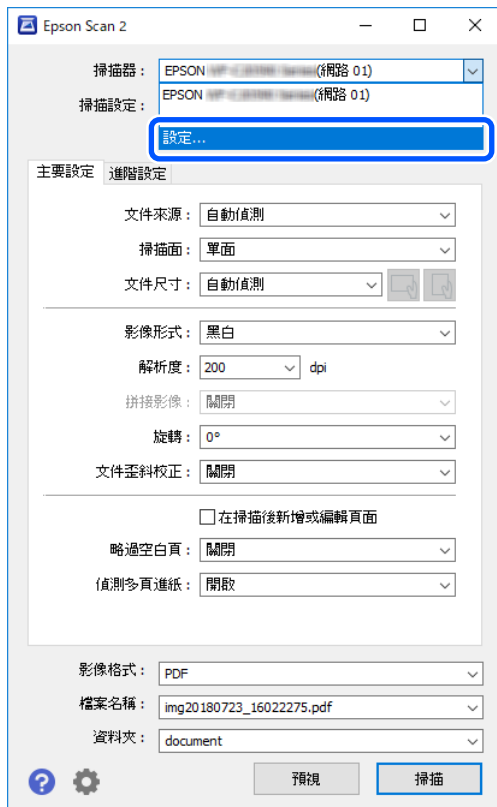 Epson Scan 2
掃描器： EPSON (網路 01)
EPSON (網路 01)
掃描設定：
設定...
主要設定 進階設定
文件來源： 自動偵測
掃描面： 單面
文件尺寸： 自動偵測
影像形式： 黑白
解析度： 200 dpi
拼接影像： 關閉
旋轉： 0°
文件歪斜校正： 關閉
在掃描後新增或編輯頁面
略過空白頁： 關閉
偵測多頁進紙： 開啟
影像格式： PDF
檔案名稱： img20180723_16022275.pdf
資料夾： document
? 預視 掃描